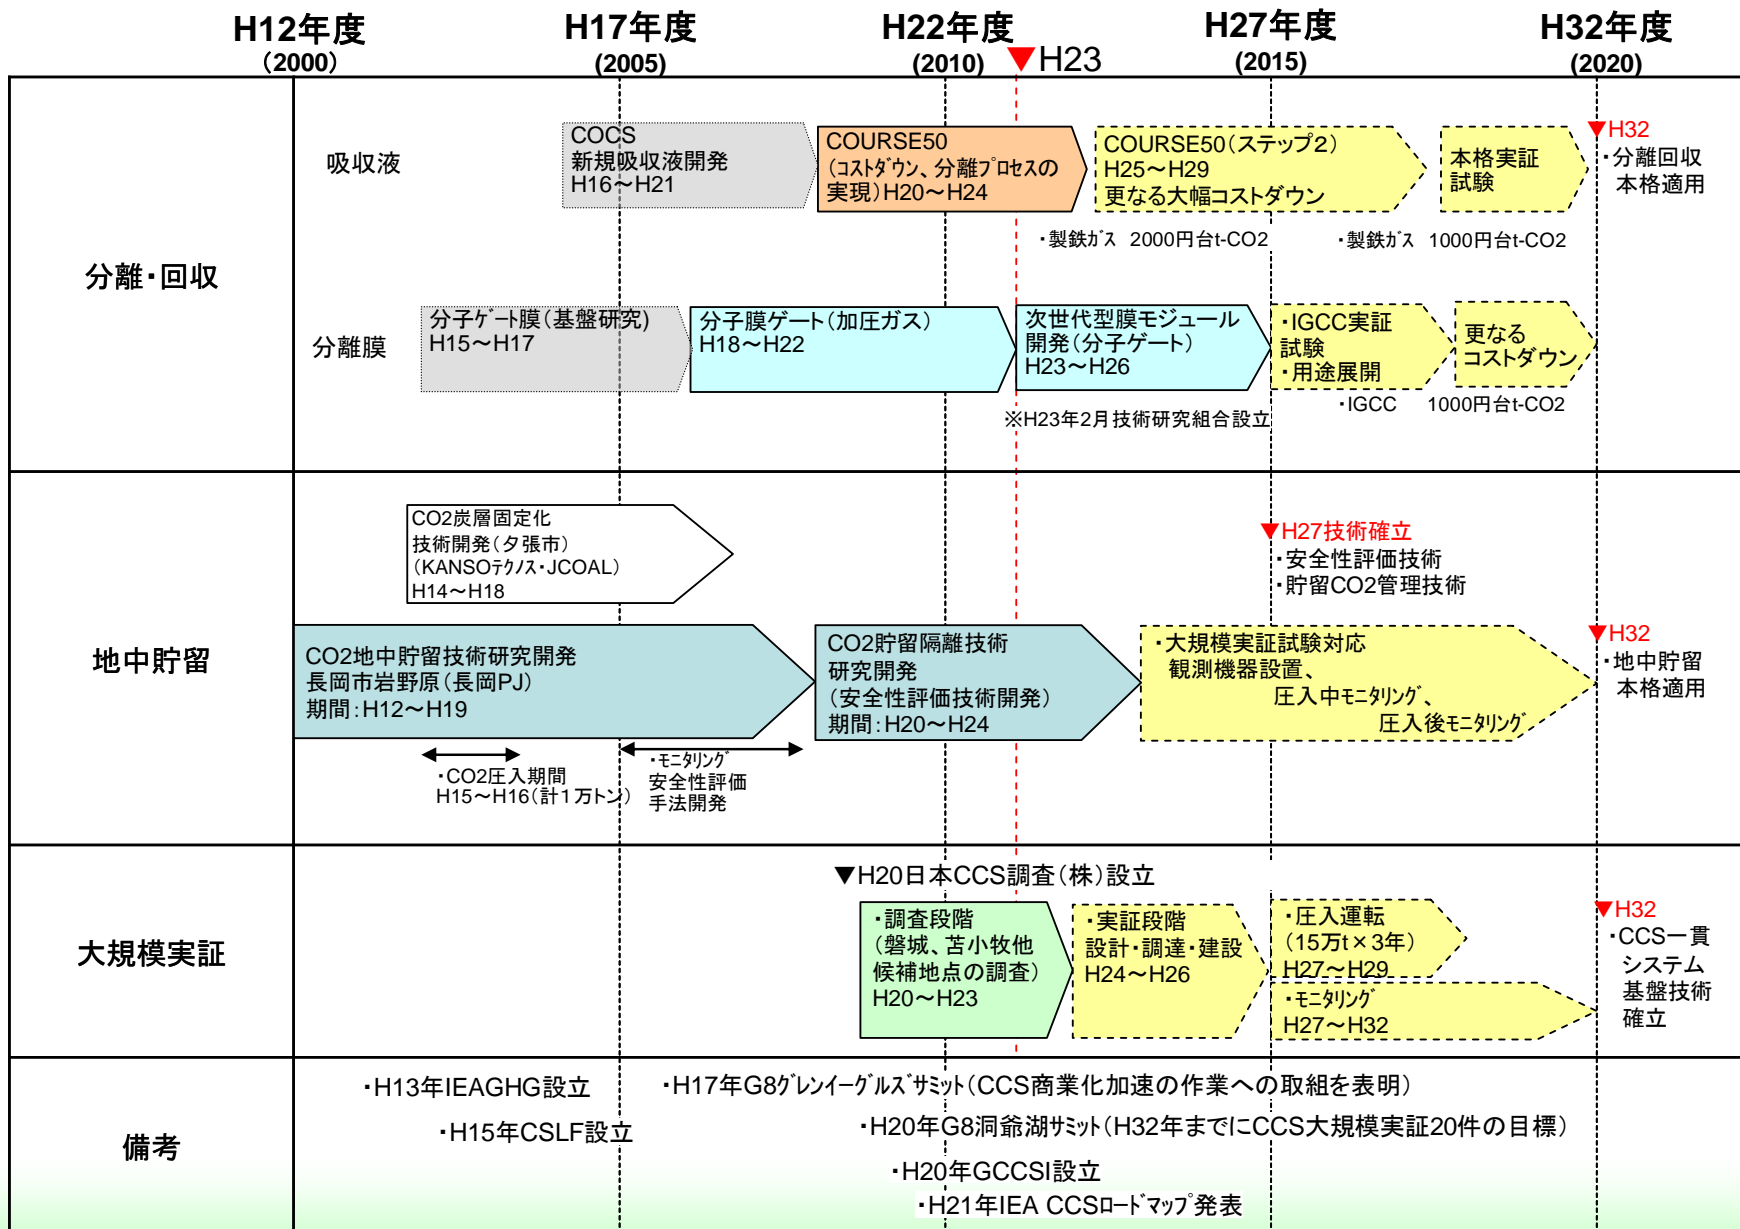 H12年度
(2000)
H17年度
(2005)
H22年度
(2010)
▼H23
H27年度
(2015)
H32年度
(2020)
分離・回収
吸収液
COCS
新規吸収液開発
H16～H21
COURSE50
(コストダウン、分離プロセスの
実現)H20～H24
COURSE50(ステップ2)
H25～H29
更なる大幅コストダウン
本格実証
試験
▼H32
・分離回収
本格適用
・製鉄ガス 2000円台t-CO2
・製鉄ガス 1000円台t-CO2
分離膜
分子ゲート膜(基盤研究)
H15～H17
分子膜ゲート(加圧ガス)
H18～H22
次世代型膜モジュール
開発(分子ゲート)
H23～H26
・IGCC実証
試験
・用途展開
更なる
コストダウン
・IGCC 1000円台t-CO2
※H23年2月技術研究組合設立
地中貯留
CO2炭層固定化
技術開発(夕張市)
(KANSOテクノス・JCOAL)
H14～H18
▼H27技術確立
・安全性評価技術
・貯留CO2管理技術
CO2地中貯留技術研究開発
長岡市岩野原(長岡PJ)
期間:H12～H19
CO2貯留隔離技術
研究開発
(安全性評価技術開発)
期間:H20～H24
・大規模実証試験対応
観測機器設置、
圧入中モニタリング、
圧入後モニタリング
▼H32
・地中貯留
本格適用
・CO2圧入期間
H15～H16(計1万トン)
・モニタリング
安全性評価
手法開発
大規模実証
▼H20日本CCS調査(株)設立
・調査段階
(磐城、苫小牧他
候補地点の調査)
H20～H23
・実証段階
設計・調達・建設
H24～H26
・圧入運転
(15万t×3年)
H27～H29
・モニタリング
H27～H32
▼H32
・CCS一貫
システム
基盤技術
確立
備考
・H13年IEAGHG設立
・H17年G8グレンイーグルズサミット(CCS商業化加速の作業への取組を表明)
・H15年CSLF設立
・H20年G8洞爺湖サミット(H32年までにCCS大規模実証20件の目標)
・H20年GCCSI設立
・H21年IEA CCSロードマップ発表